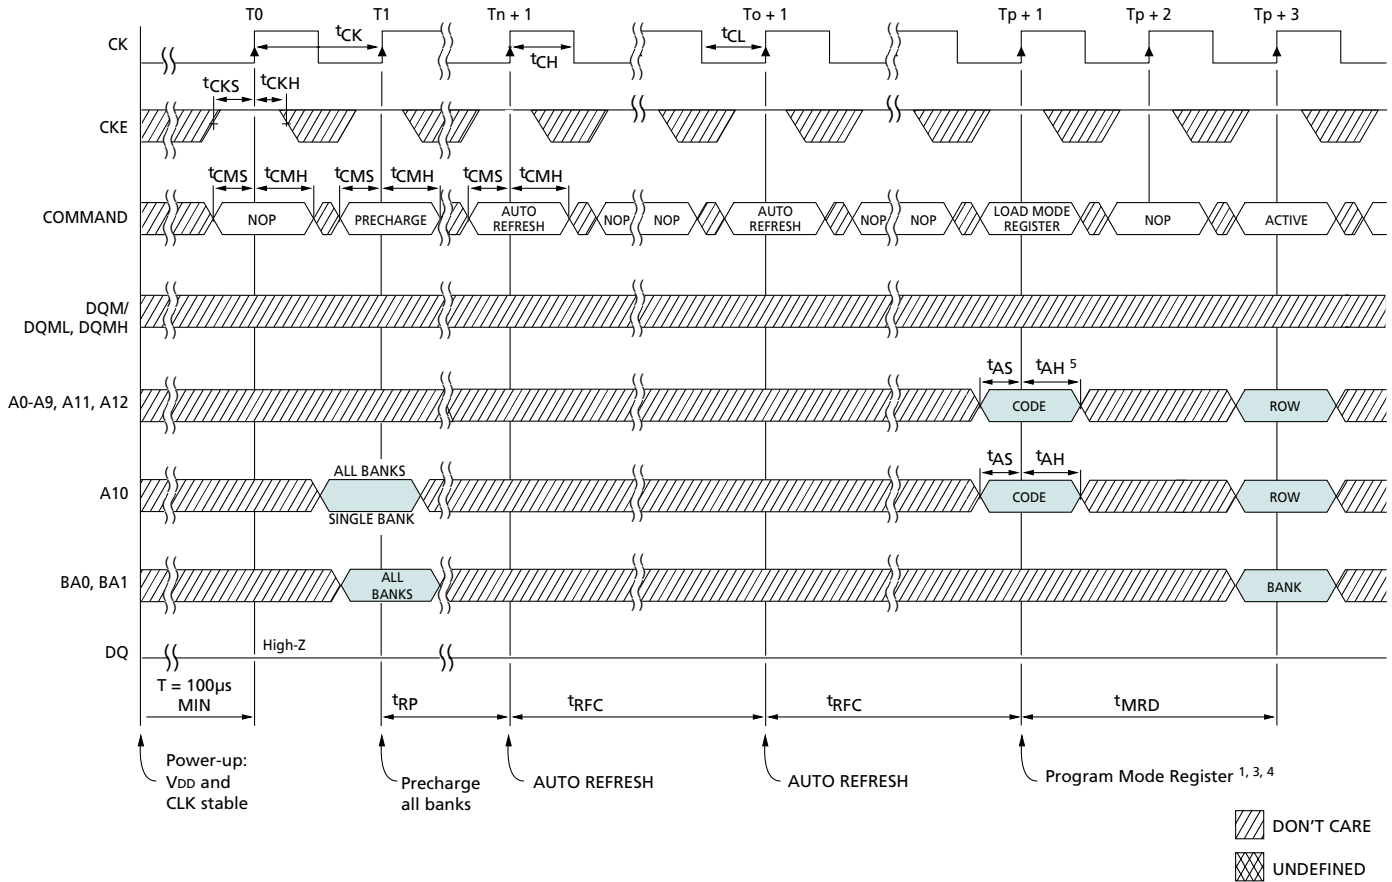 T0 T1 Tn + 1 To + 1 Tp + 1 Tp + 2 Tp + 3
CK tCK tCH tCL
tCKS tCKH
CKE
tCMS tCMH tCMS tCMH tCMS tCMH
COMMAND NOP PRECHARGE AUTO REFRESH NOP NOP AUTO REFRESH NOP NOP LOAD MODE REGISTER NOP ACTIVE
DQM/
DQML, DQMH
tAS tAH 5
A0-A9, A11, A12 CODE ROW
ALL BANKS tAS tAH
A10 CODE ROW
SINGLE BANK
BA0, BA1 ALL BANKS BANK
DQ High-Z
T = 100µs
MIN tRP tRFC tRFC tMRD
Power-up:
VDD and
CLK stable
Precharge
all banks
AUTO REFRESH
AUTO REFRESH
Program Mode Register 1, 3, 4
DON'T CARE
UNDEFINED